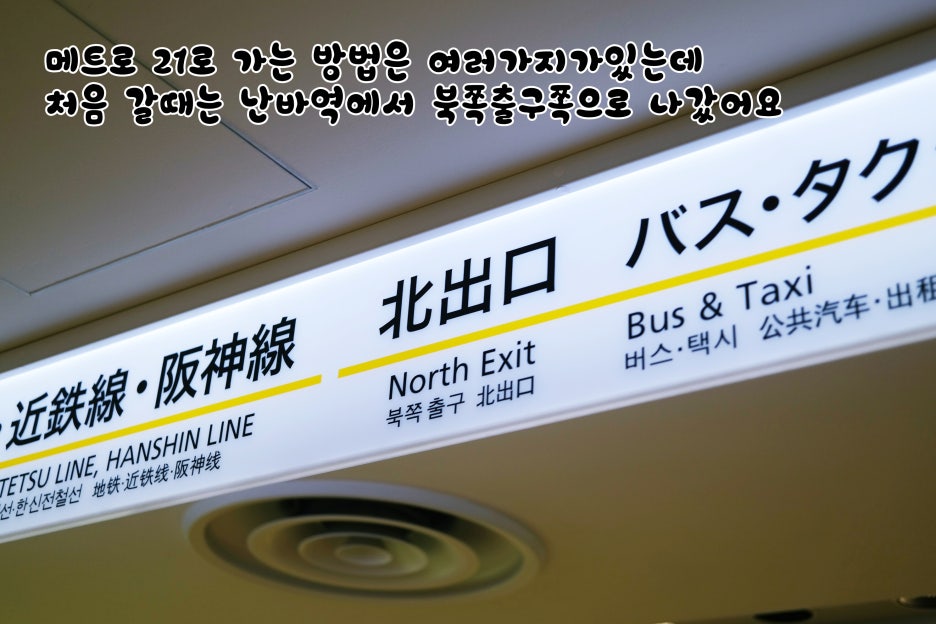 메트로 21로 가는 방법은 여러가지가있는데
처음 갈때는 난바역에서 북쪽출구쪽으로 나갔어요
近鉄線・阪神線
TETSU LINE, HANSHIN LINE
선·한신전철선 地铁·近铁线·阪神线
北出口
North Exit
북쪽 출구 北出口
バス・タク
Bus & Taxi
버스·택시 公共汽车·出租